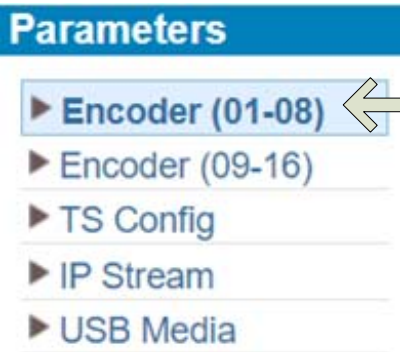 Parameters
Encoder (01-08)
Encoder (09-16)
TS Config
IP Stream
USB Media